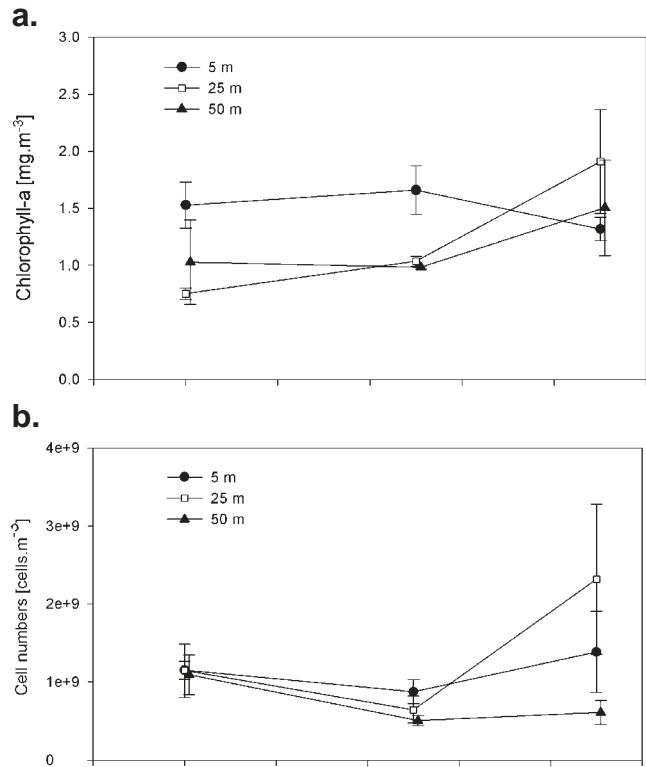 a.
3.0
2.5
2.0
1.5
1.0
0.5
0.0
Chlorophyll-a [mg.m⁻³]
5 m
25 m
50 m
b.
4e+9
3e+9
2e+9
1e+9
0
Cell numbers [cells.m⁻³]
5 m
25 m
50 m